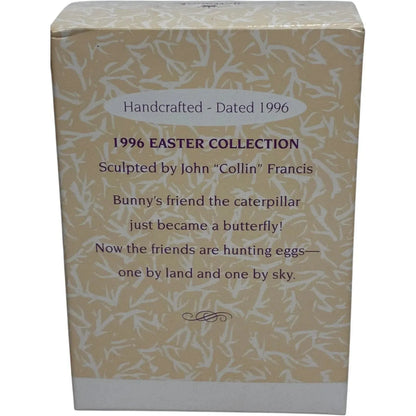 Handcrafted - Dated 1996
1996 EASTER COLLECTION
Sculpted by John “Collin” Francis
Bunny’s friend the caterpillar
just became a butterfly!
Now the friends are hunting eggs—
one by land and one by sky.